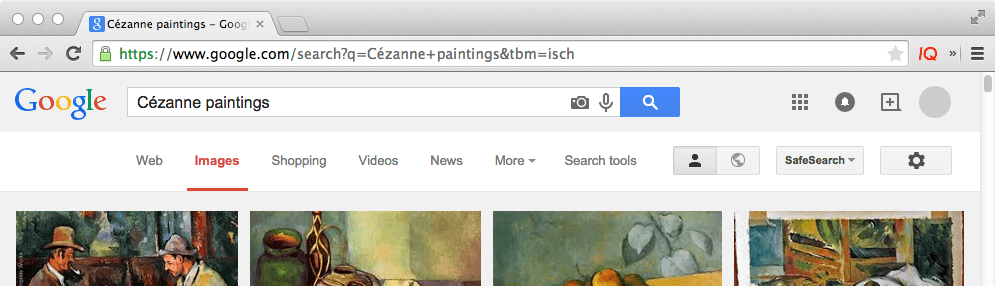 Cézanne paintings - Goog
https://www.google.com/search?q=Cézanne+paintings&tbm=isch
IQ »
Google
Cézanne paintings
Web Images Shopping Videos News More Search tools SafeSearch